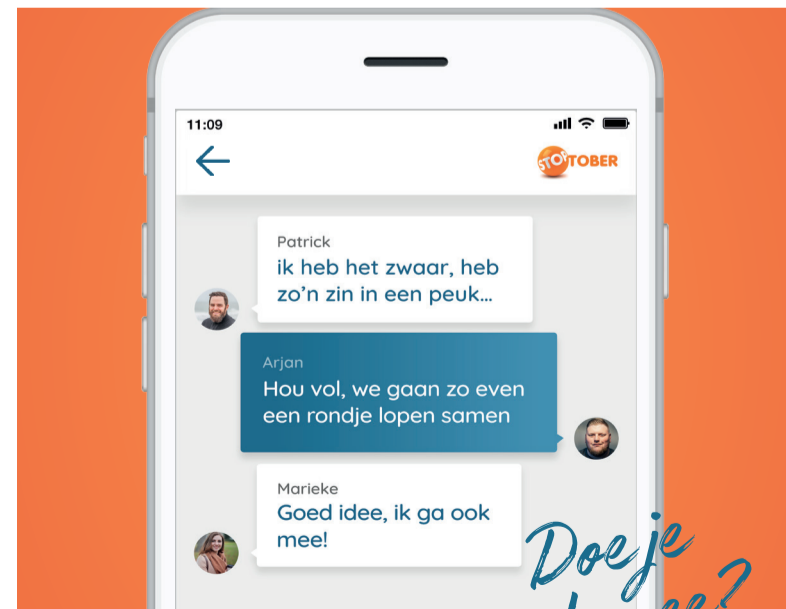 11:09
STOPTOBER
Patrick
ik heb het zwaar, heb
zo'n zin in een peuk...
Arjan
Hou vol, we gaan zo even
een rondje lopen samen
Marieke
Goed idee, ik ga ook
mee!
Doe je